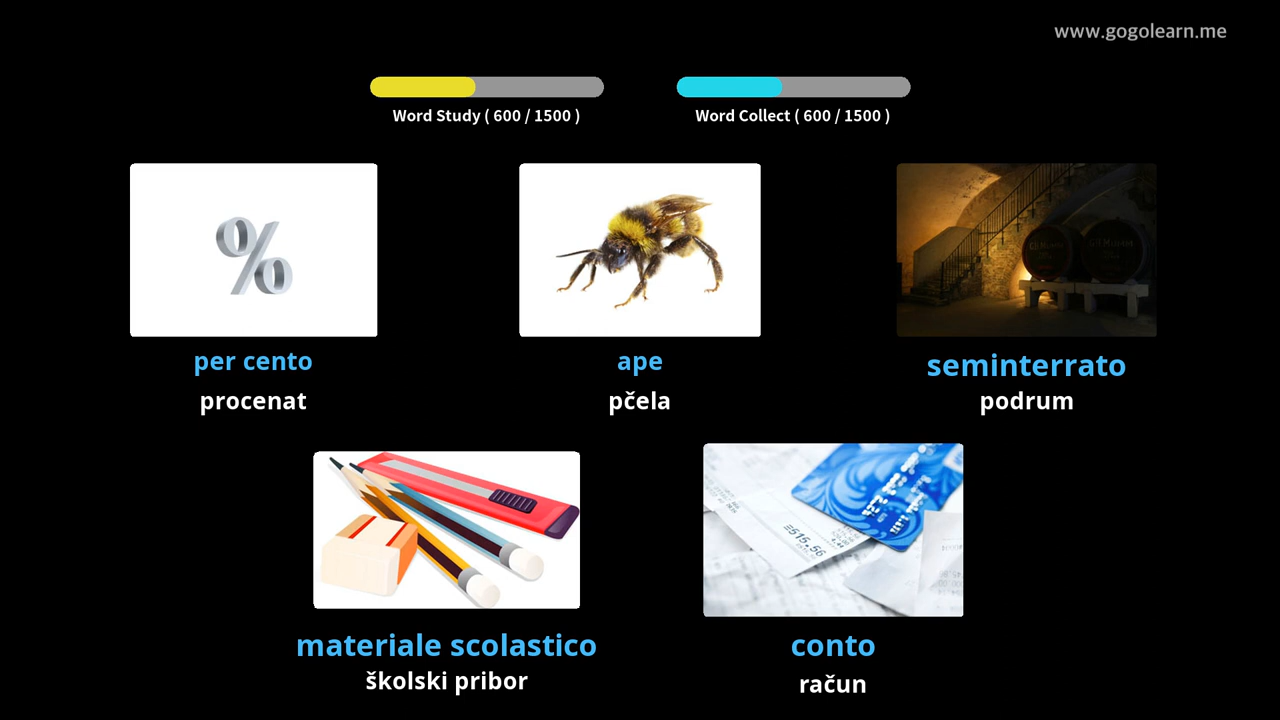 www.gogolearn.me
Word Study ( 600 / 1500 )
Word Collect ( 600 / 1500 )
%
per cento
procenat
ape
pčela
seminterrato
podrum
materiale scolastico
školski pribor
conto
račun